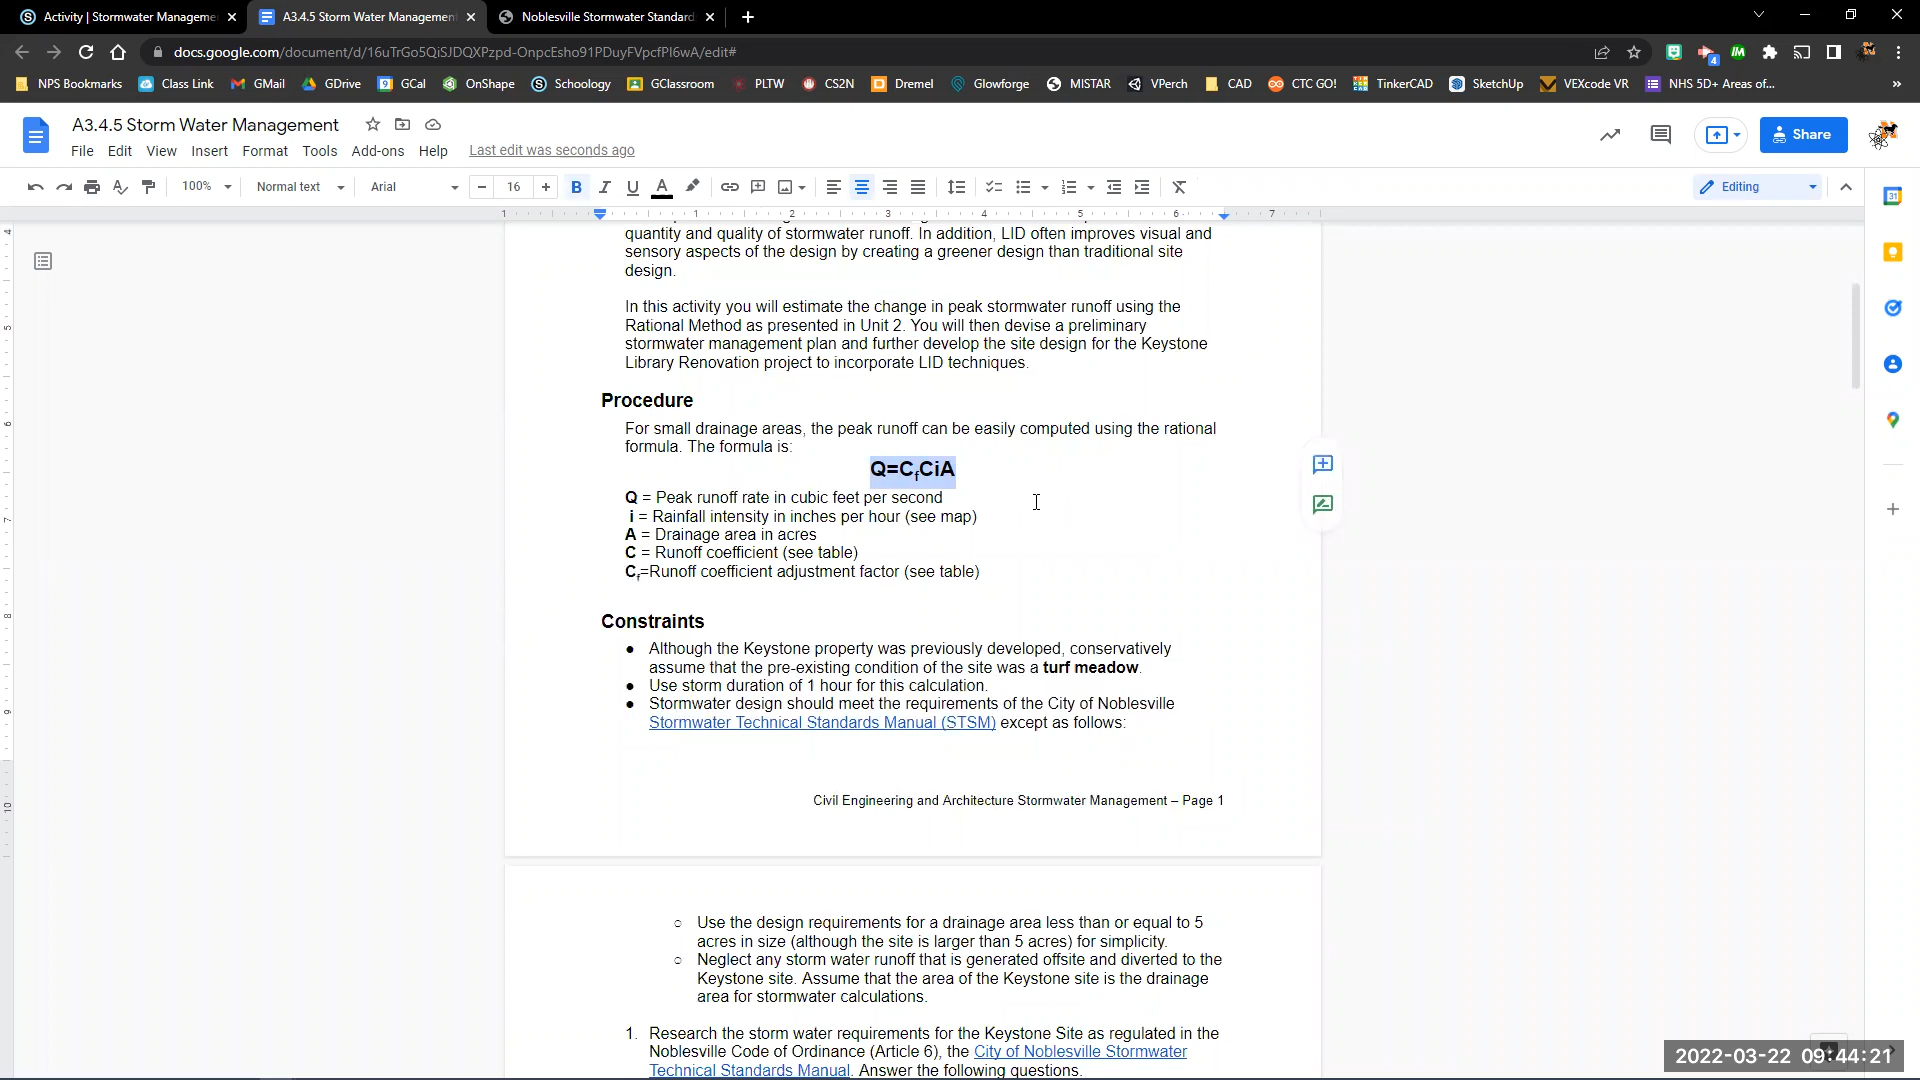 Activity | Stormwater Manageme
A3.4.5 Storm Water Management
Noblesville Stormwater Standard
docs.google.com/document/d/16uTrGo5QiSJDQXPzpd-OnpcEsho91PDuyFVpcfPl6wA/edit#
NPS Bookmarks Class Link GMail GDrive GCal OnShape Schoology GClassroom PLTW CS2N Dremel Glowforge MISTAR VPerch CAD CTC GO! TinkerCAD SketchUp VEXcode VR NHS 5D+ Areas of... »
A3.4.5 Storm Water Management
File Edit View Insert Format Tools Add-ons Help Last edit was seconds ago
Share
100% Normal text Arial − 16 + B I U A Editing
1 1 2 3 4 5 6 7
quantity and quality of stormwater runoff. In addition, LID often improves visual and
sensory aspects of the design by creating a greener design than traditional site
design.
In this activity you will estimate the change in peak stormwater runoff using the
Rational Method as presented in Unit 2. You will then devise a preliminary
stormwater management plan and further develop the site design for the Keystone
Library Renovation project to incorporate LID techniques.
Procedure
For small drainage areas, the peak runoff can be easily computed using the rational
formula. The formula is:
Q=CfCiA
Q = Peak runoff rate in cubic feet per second
i = Rainfall intensity in inches per hour (see map)
A = Drainage area in acres
C = Runoff coefficient (see table)
Cf=Runoff coefficient adjustment factor (see table)
Constraints
● Although the Keystone property was previously developed, conservatively
assume that the pre-existing condition of the site was a turf meadow.
● Use storm duration of 1 hour for this calculation.
● Stormwater design should meet the requirements of the City of Noblesville
Stormwater Technical Standards Manual (STSM) except as follows:
Civil Engineering and Architecture Stormwater Management – Page 1
○ Use the design requirements for a drainage area less than or equal to 5
acres in size (although the site is larger than 5 acres) for simplicity.
○ Neglect any storm water runoff that is generated offsite and diverted to the
Keystone site. Assume that the area of the Keystone site is the drainage
area for stormwater calculations.
1. Research the storm water requirements for the Keystone Site as regulated in the
Noblesville Code of Ordinance (Article 6), the City of Noblesville Stormwater
Technical Standards Manual. Answer the following questions.
2022-03-22 09:44:21